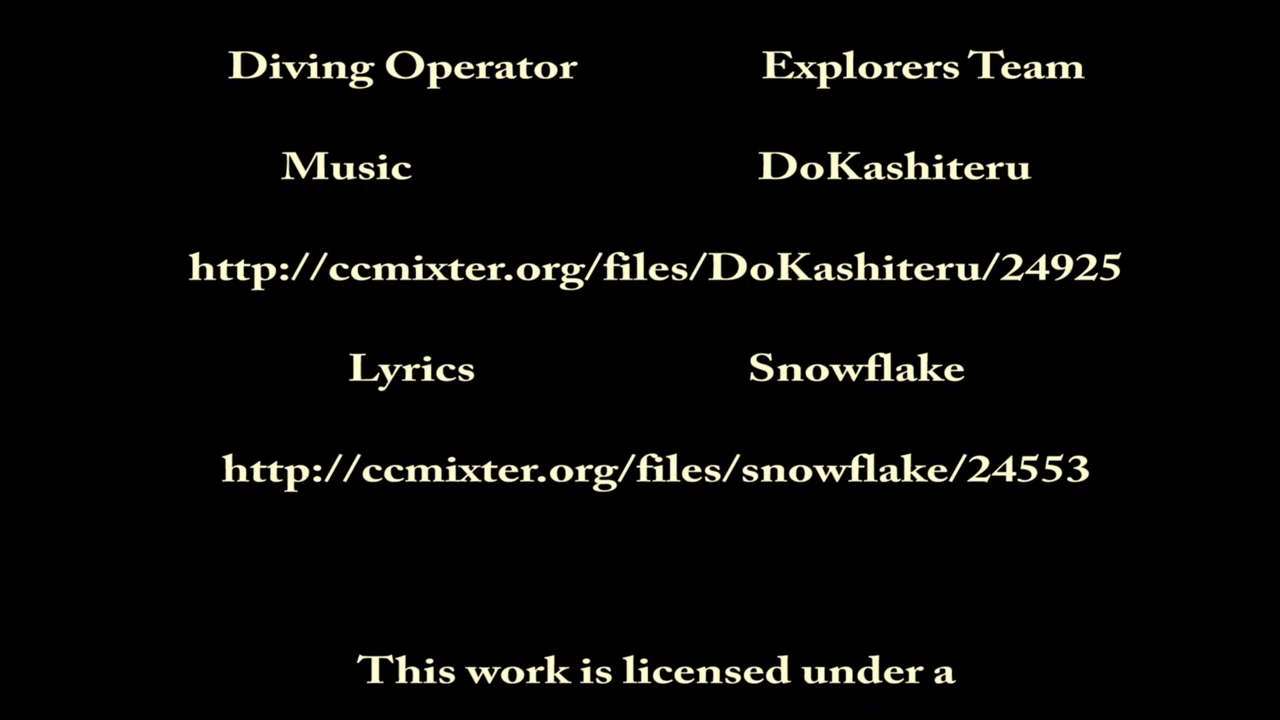 Diving Operator Explorers Team
Music DoKashiteru
http://ccmixter.org/files/DoKashiteru/24925
Lyrics Snowflake
http://ccmixter.org/files/snowflake/24553
This work is licensed under a